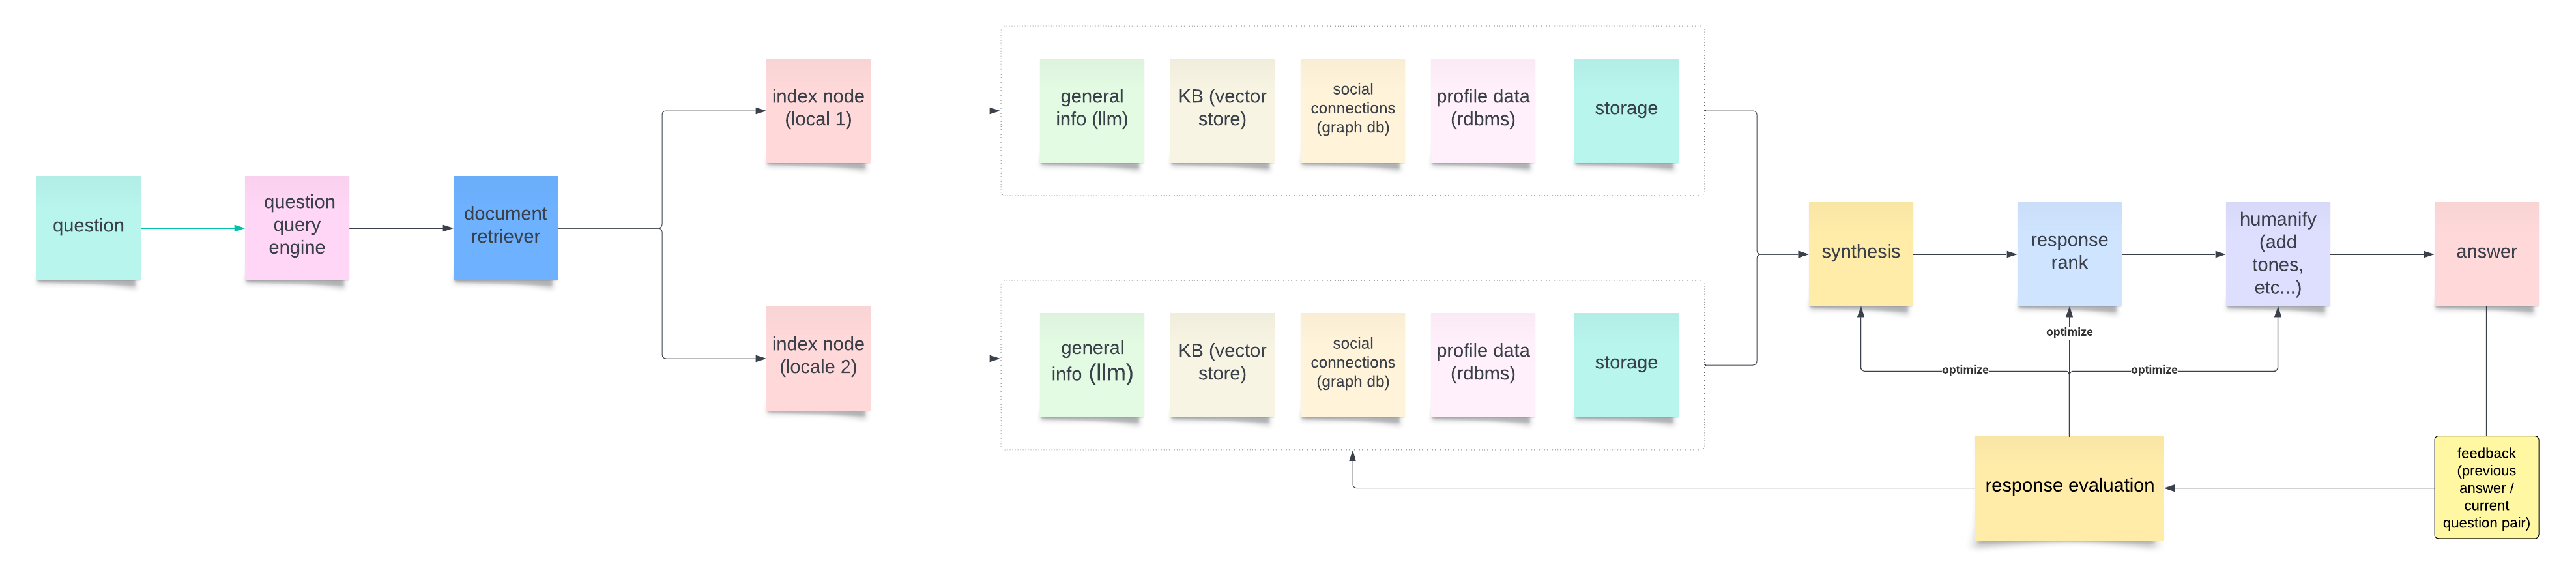 question
question
query
engine
document
retriever
index node
(local 1)
general
info (llm)
KB (vector
store)
social
connections
(graph db)
profile data
(rdbms)
storage
index node
(locale 2)
general
info (llm)
KB (vector
store)
social
connections
(graph db)
profile data
(rdbms)
storage
synthesis
response
rank
humanify
(add
tones,
etc...)
answer
optimize
optimize
optimize
response evaluation
feedback
(previous
answer /
current
question pair)